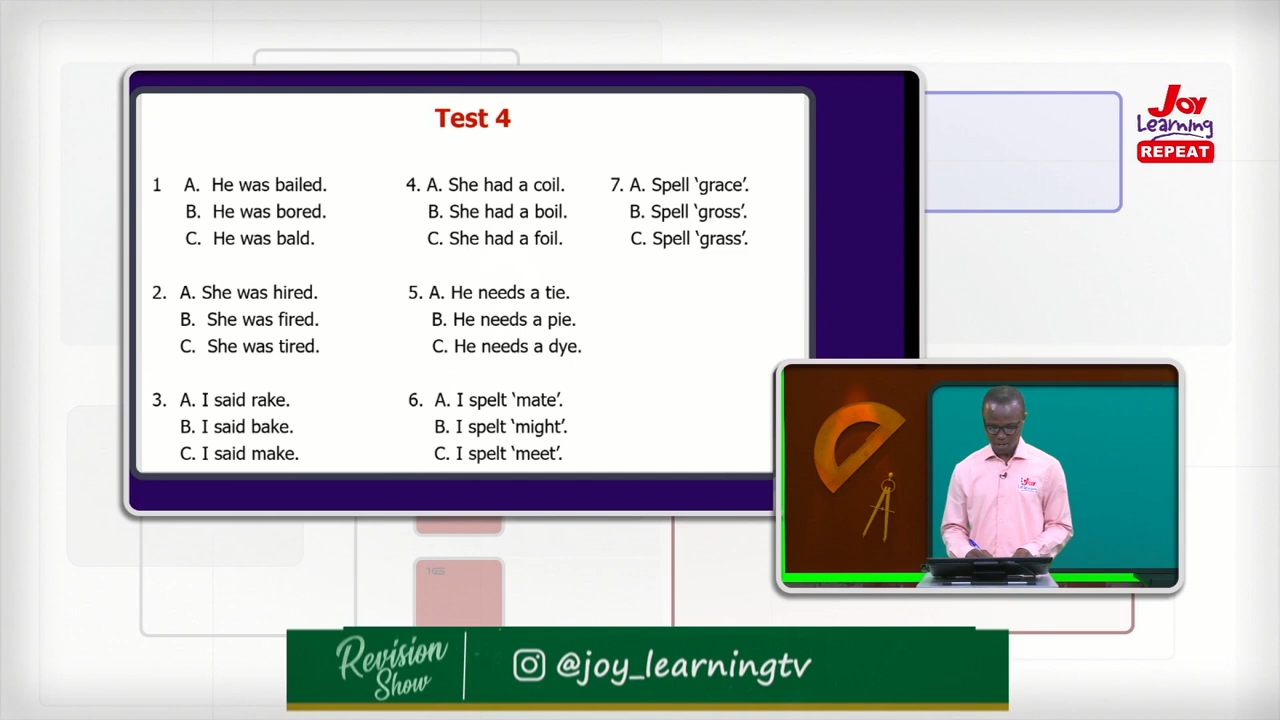 Test 4
1 A. He was bailed.
B. He was bored.
C. He was bald.
2. A. She was hired.
B. She was fired.
C. She was tired.
3. A. I said rake.
B. I said bake.
C. I said make.
4. A. She had a coil.
B. She had a boil.
C. She had a foil.
5. A. He needs a tie.
B. He needs a pie.
C. He needs a dye.
6. A. I spelt ‘mate’.
B. I spelt ‘might’.
C. I spelt ‘meet’.
7. A. Spell ‘grace’.
B. Spell ‘gross’.
C. Spell ‘grass’.
Joy
Learning
REPEAT
Revision
Show
@joy_learningtv